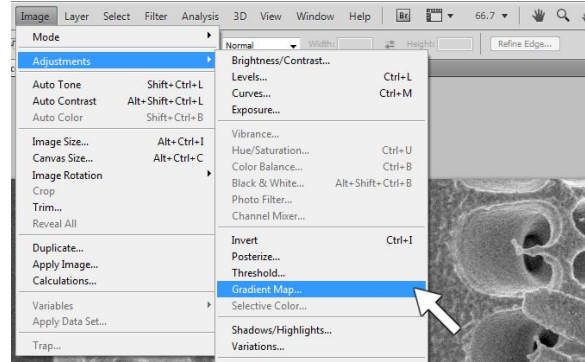 Image Layer Select Filter Analysis 3D View Window Help Br 66.7
Normal Width: Height: Refine Edge...
Mode
Adjustments
Auto Tone Shift+Ctrl+L
Auto Contrast Alt+Shift+Ctrl+L
Auto Color Shift+Ctrl+B
Image Size... Alt+Ctrl+I
Canvas Size... Alt+Ctrl+C
Image Rotation
Crop
Trim...
Reveal All
Duplicate...
Apply Image...
Calculations...
Variables
Apply Data Set...
Trap...
Brightness/Contrast...
Levels... Ctrl+L
Curves... Ctrl+M
Exposure...
Vibrance...
Hue/Saturation... Ctrl+U
Color Balance... Ctrl+B
Black & White... Alt+Shift+Ctrl+B
Photo Filter...
Channel Mixer...
Invert Ctrl+I
Posterize...
Threshold...
Gradient Map...
Selective Color...
Shadows/Highlights...
Variations...